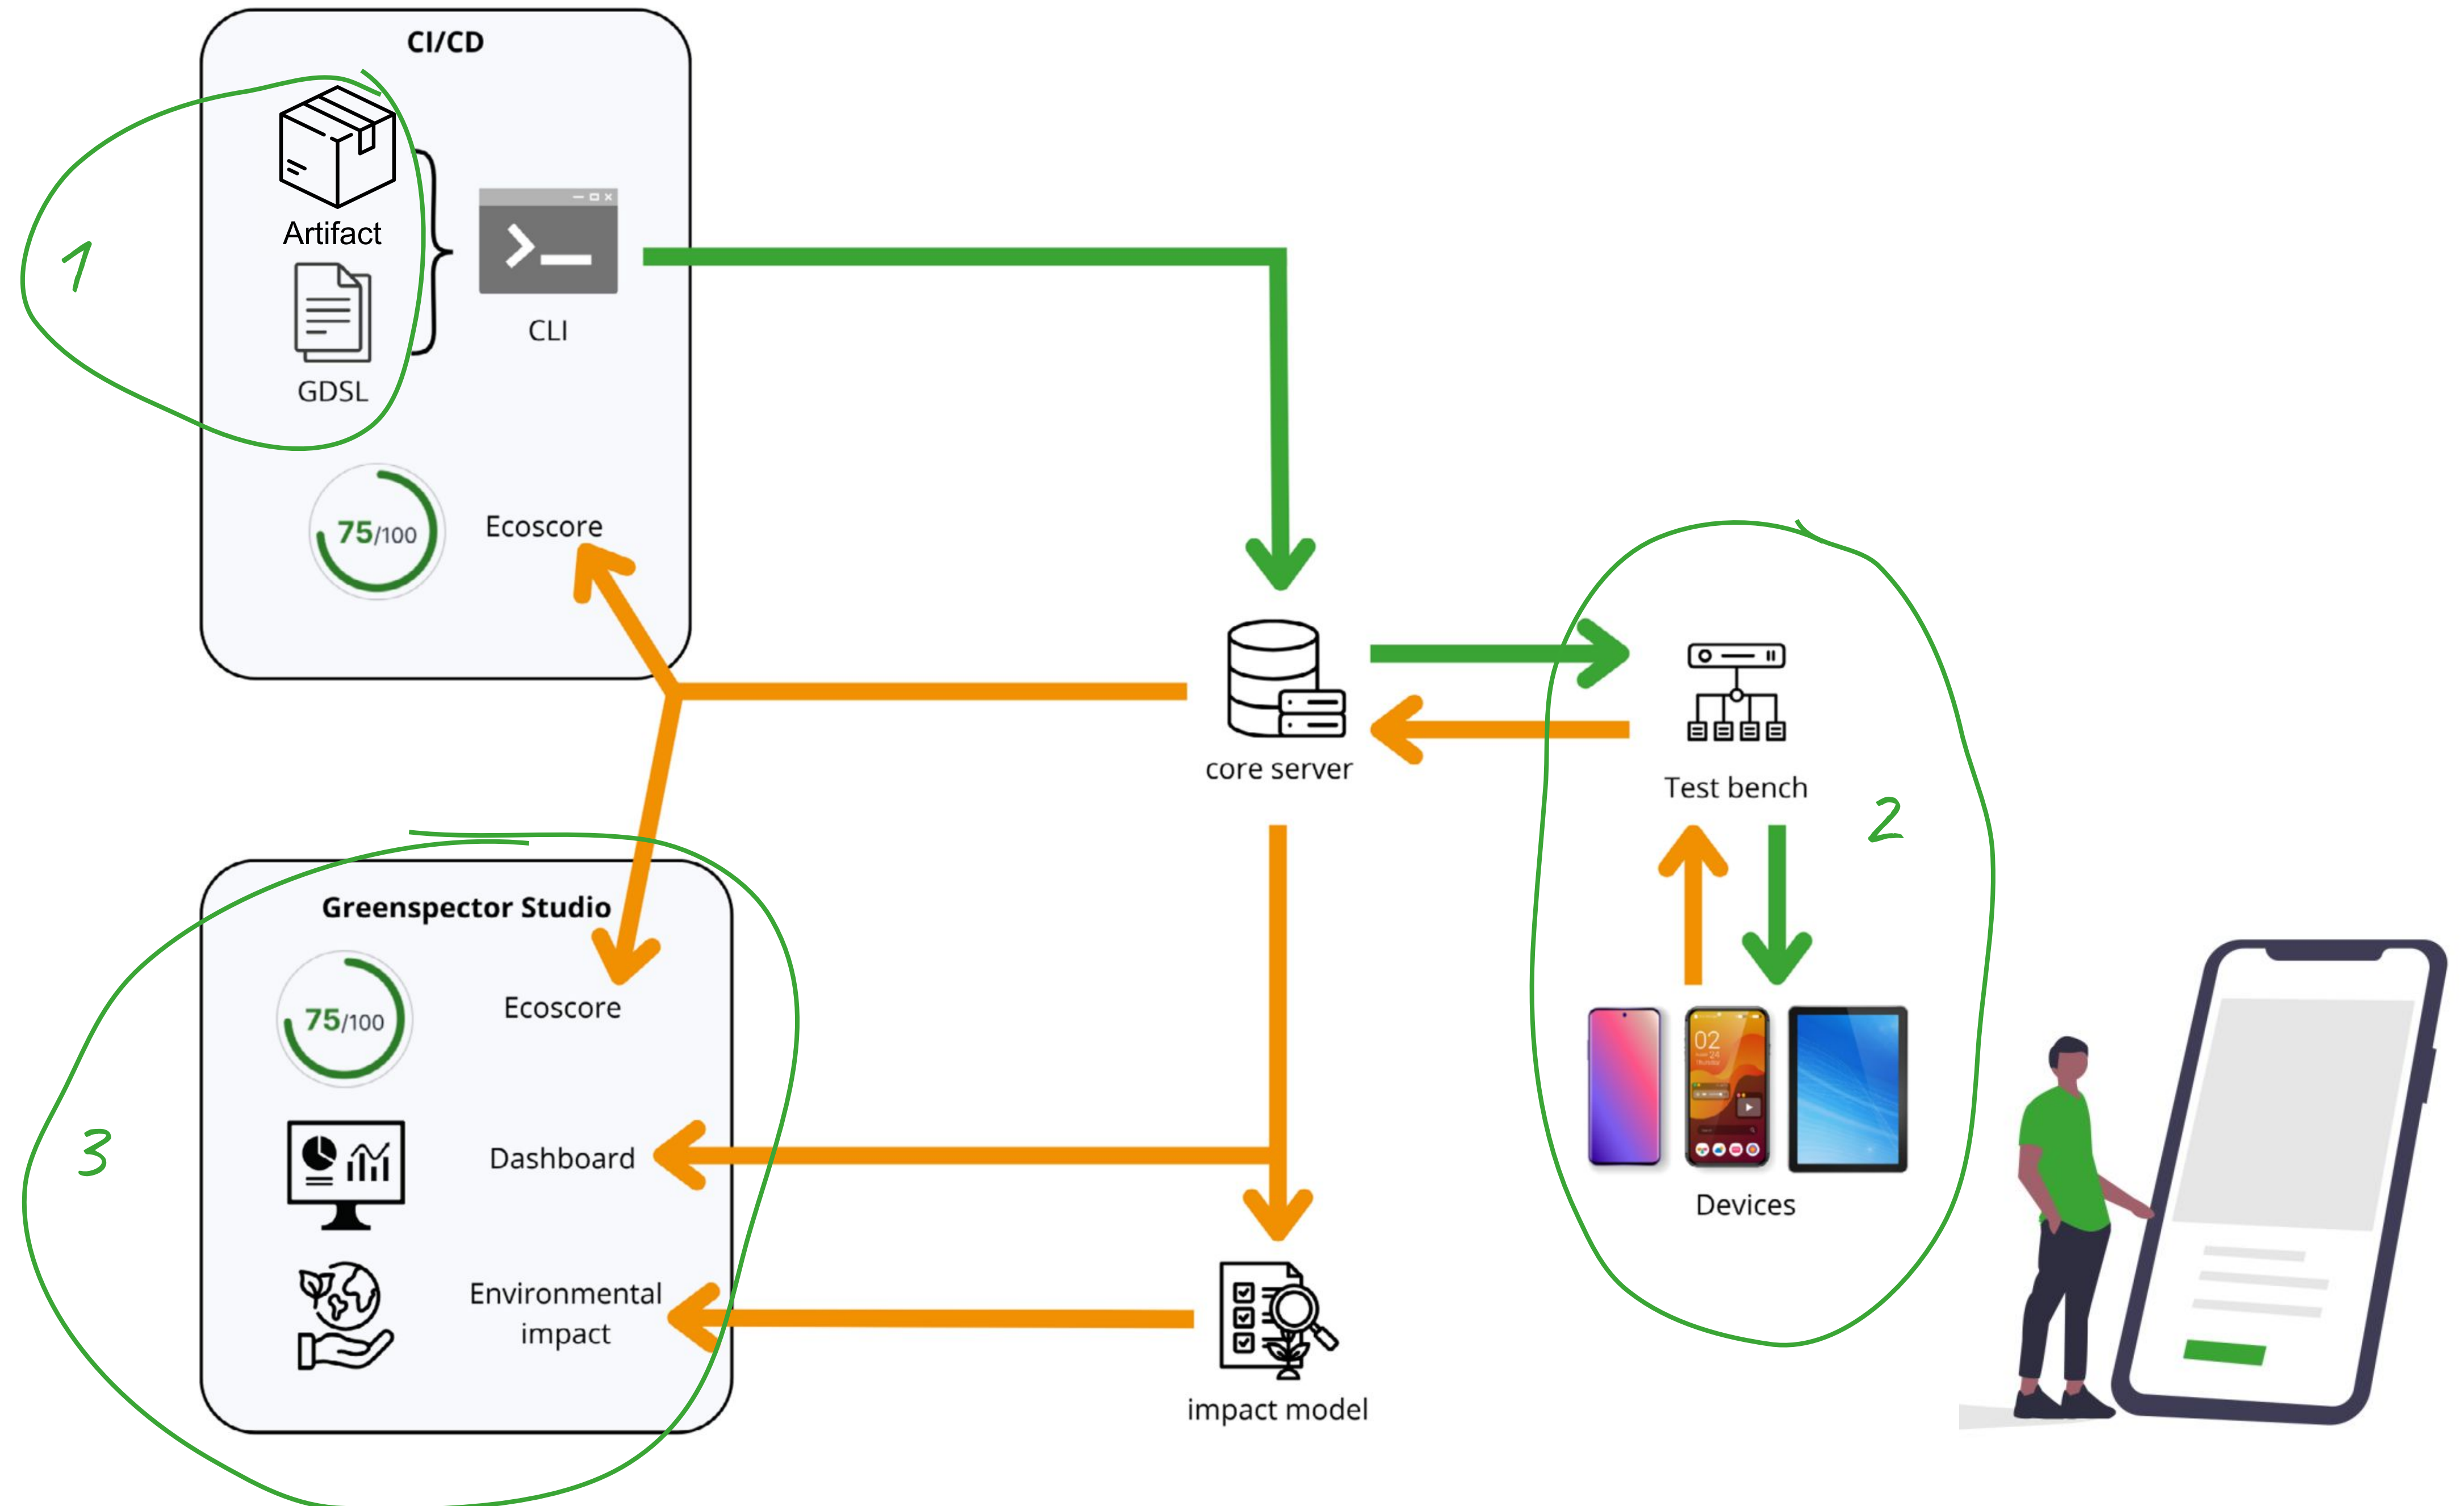 CI/CD
1
Artifact
GDSL
CLI
75/100
Ecoscore
core server
Test bench
2
Devices
Greenspector Studio
75/100
Ecoscore
3
Dashboard
Environmental
impact
impact model
02